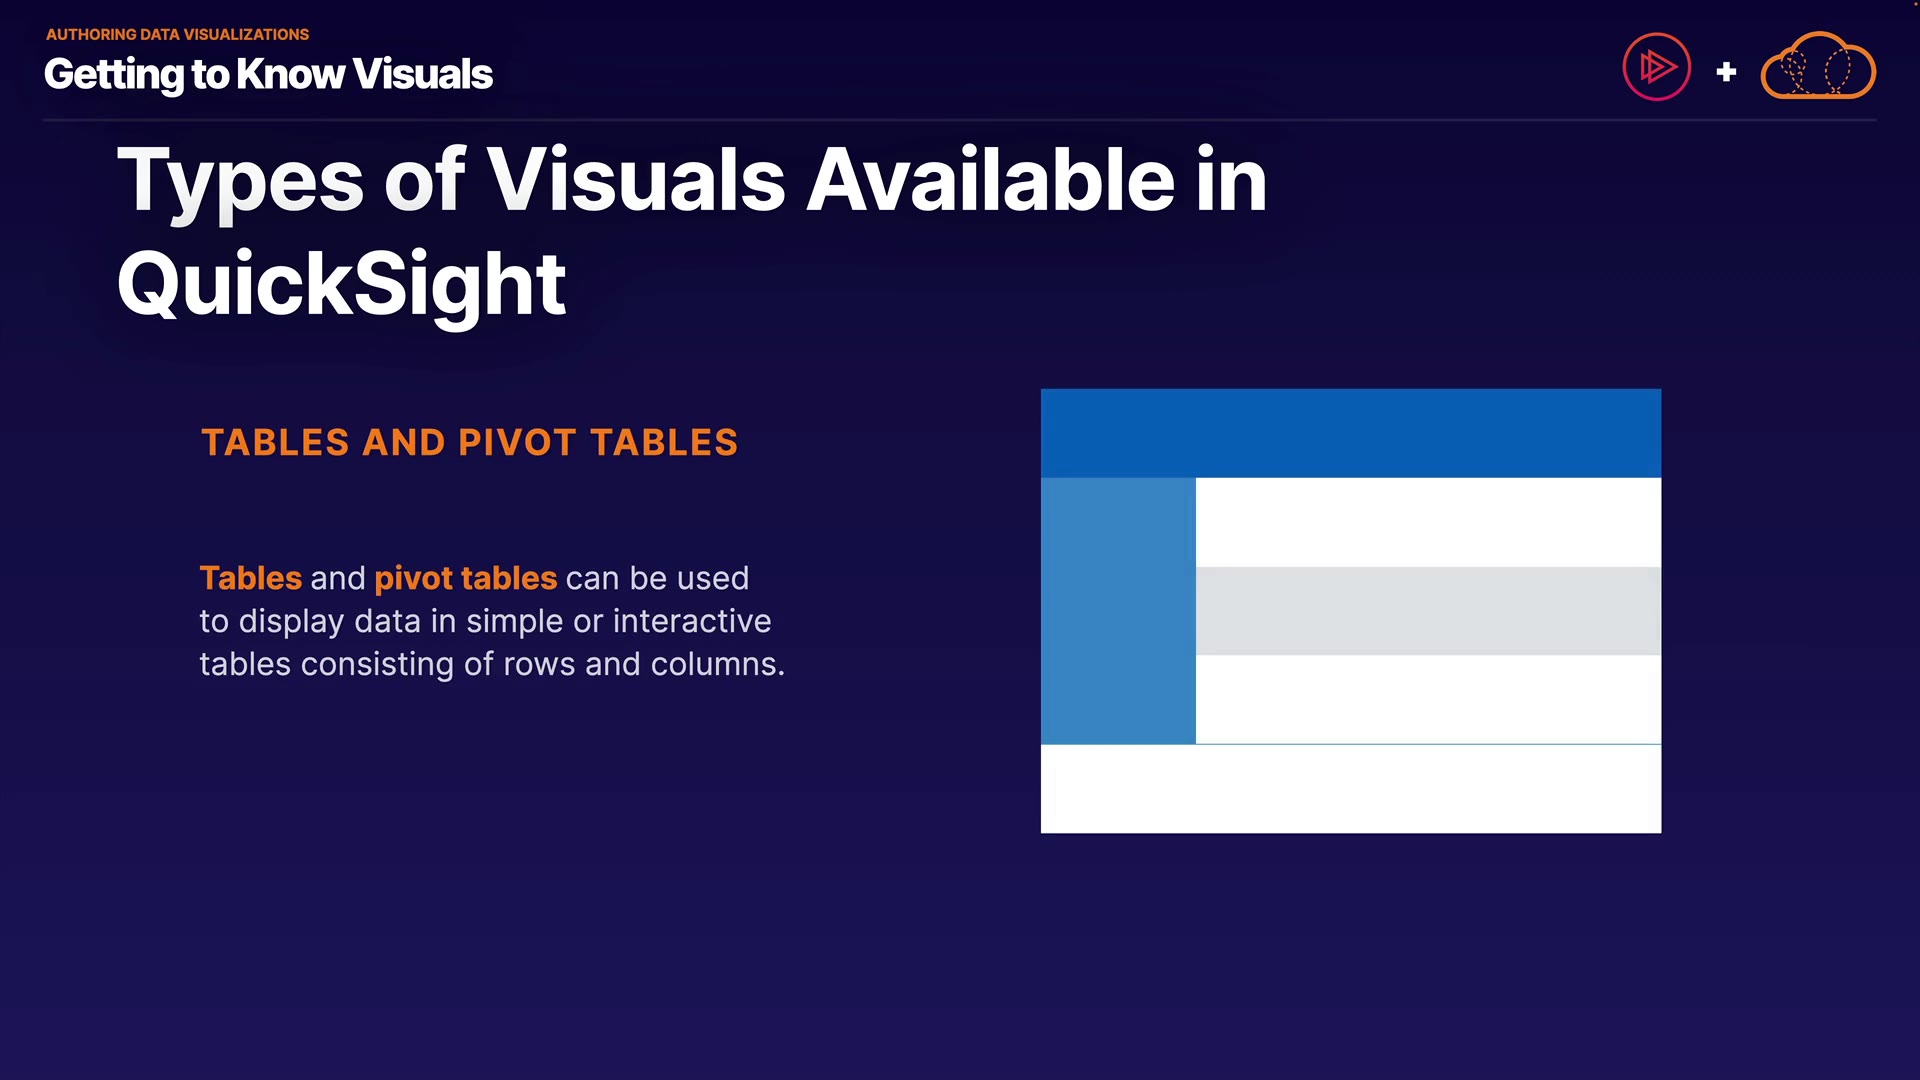 AUTHORING DATA VISUALIZATIONS
Getting to Know Visuals
Types of Visuals Available in
QuickSight
TABLES AND PIVOT TABLES
Tables and pivot tables can be used
to display data in simple or interactive
tables consisting of rows and columns.